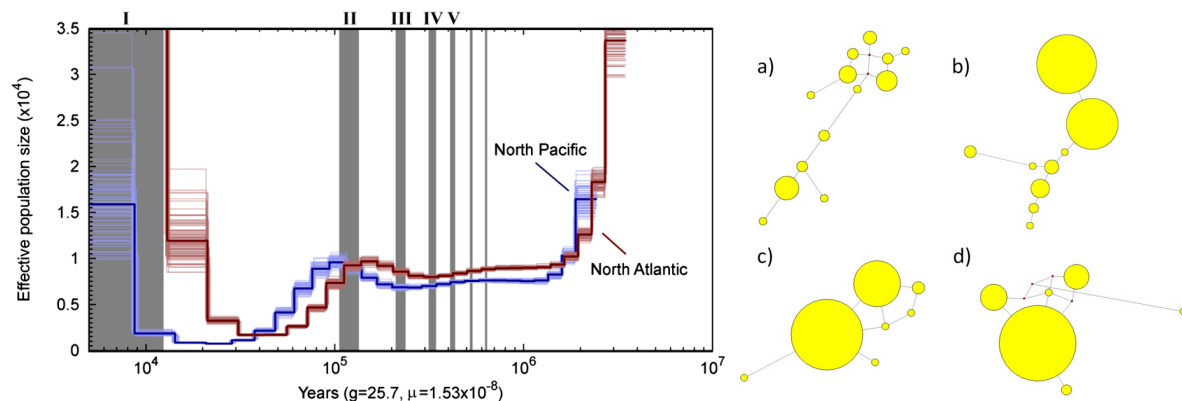 I II III IV V
3.5
3
2.5
2
1.5
1
0.5
0
Effective population size (x10⁴)
North Pacific
North Atlantic
10⁴ 10⁵ 10⁶ 10⁷
Years (g=25.7, μ=1.53x10⁻⁸)
a) b)
c) d)